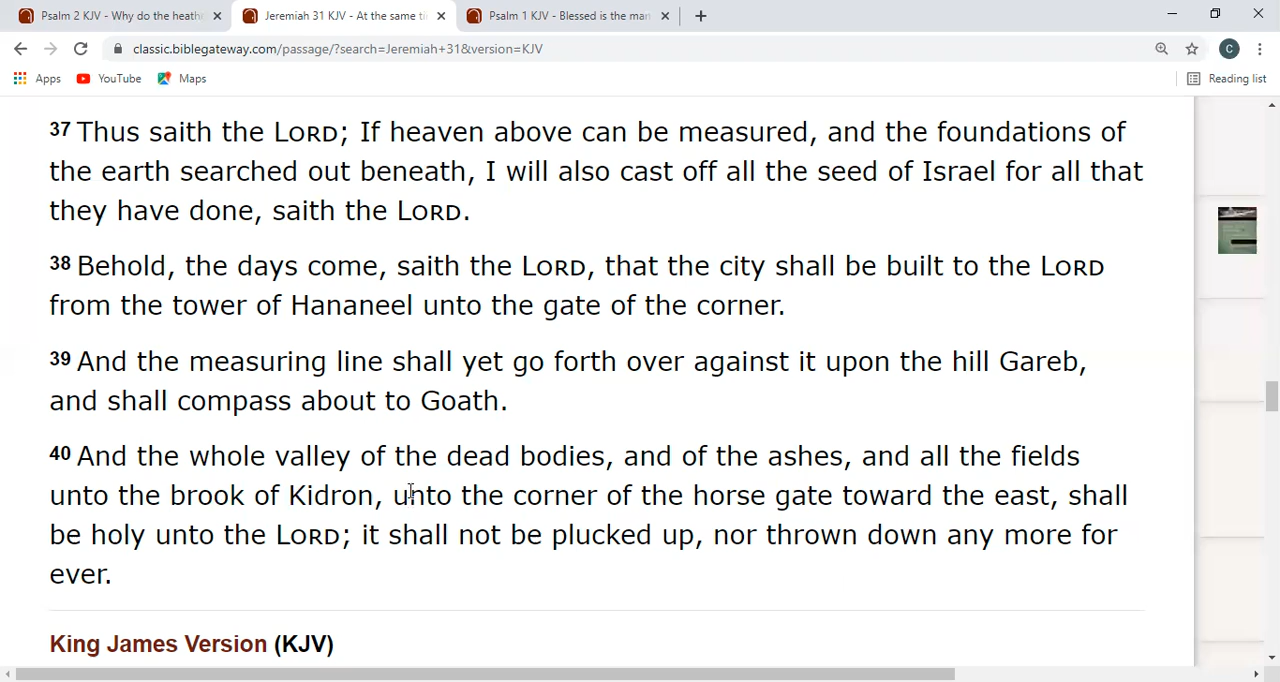 Psalm 2 KJV - Why do the heath
Jeremiah 31 KJV - At the same ti
Psalm 1 KJV - Blessed is the man
classic.biblegateway.com/passage/?search=Jeremiah+31&version=KJV
C
Apps YouTube Maps
Reading list
37 Thus saith the LORD; If heaven above can be measured, and the foundations of
the earth searched out beneath, I will also cast off all the seed of Israel for all that
they have done, saith the LORD.
38 Behold, the days come, saith the LORD, that the city shall be built to the LORD
from the tower of Hananeel unto the gate of the corner.
39 And the measuring line shall yet go forth over against it upon the hill Gareb,
and shall compass about to Goath.
40 And the whole valley of the dead bodies, and of the ashes, and all the fields
unto the brook of Kidron, unto the corner of the horse gate toward the east, shall
be holy unto the LORD; it shall not be plucked up, nor thrown down any more for
ever.
King James Version (KJV)